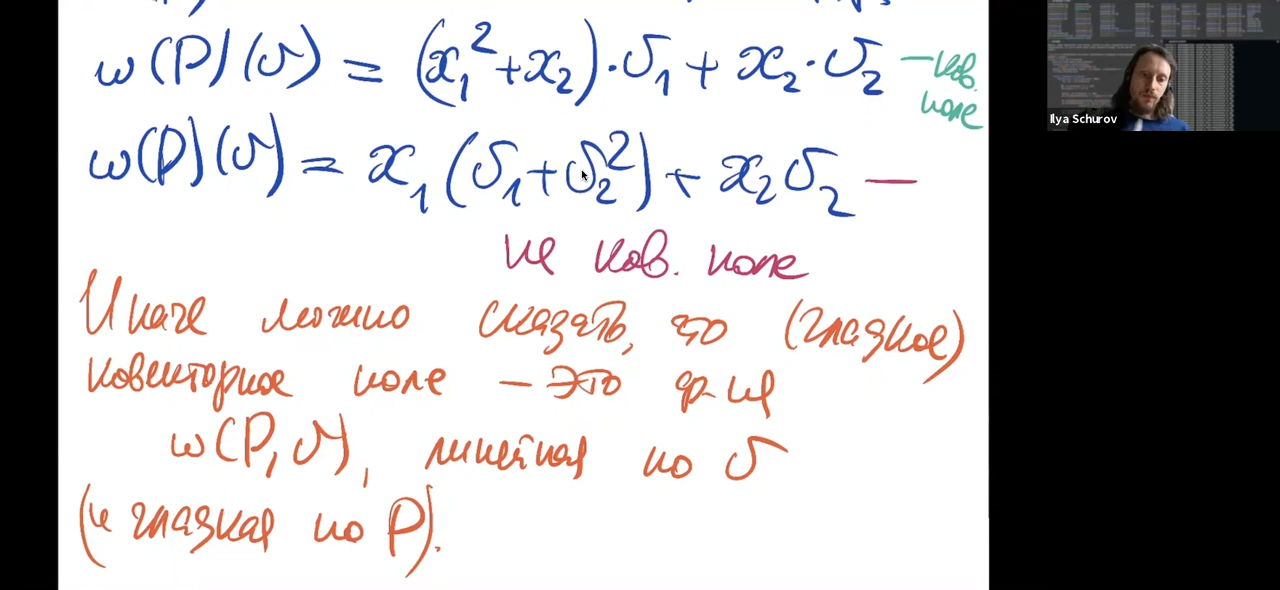 ω(P)(v) = (x₁² + x₂)·v₁ + x₂·v₂ — ков. поле
ω(P)(v) = x₁(v₁ + v₂²) + x₂v₂ —
не ков. поле
Иначе можно сказать, что (гладкое)
ковекторное поле — это ф-ия
ω(P, v), линейная по v
(и гладкая по P).
Ilya Schurov